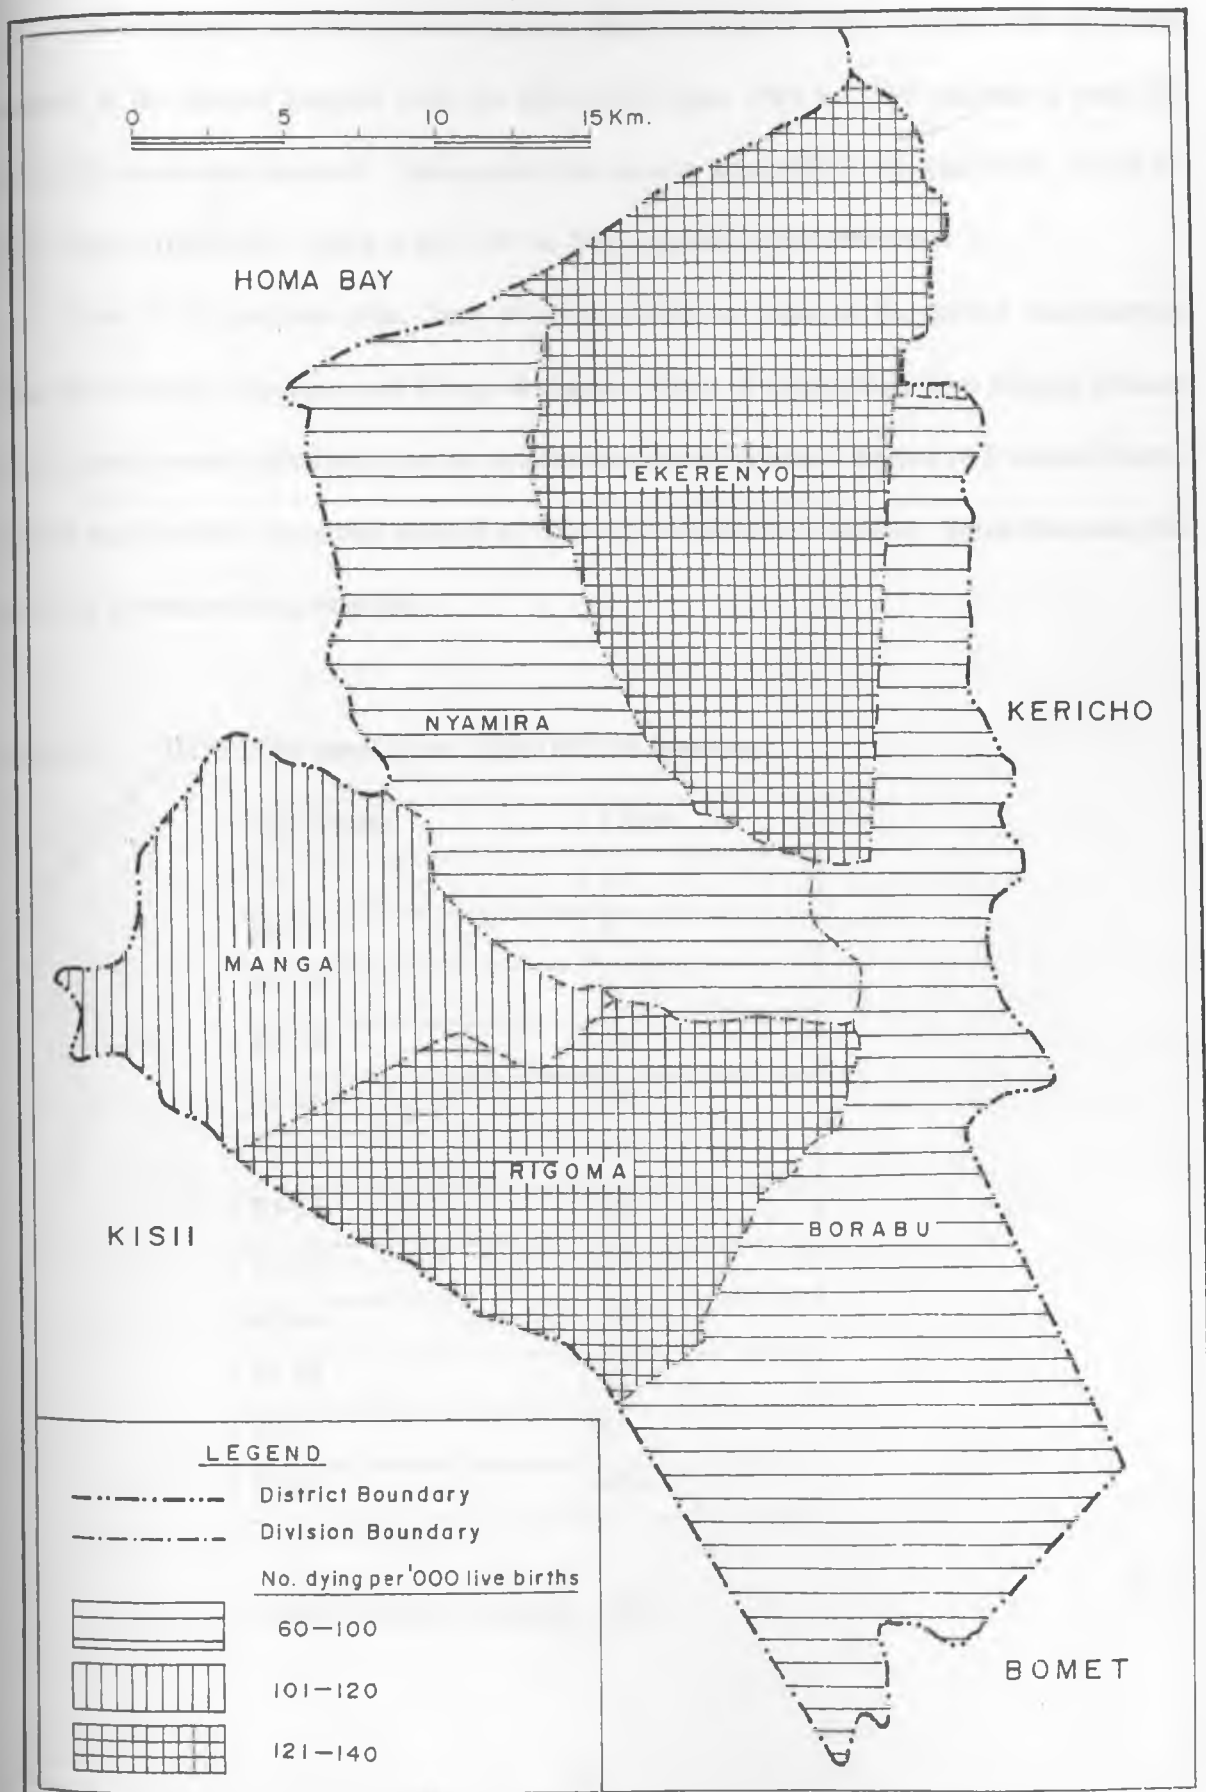 0 5 10 15 Km.
HOMA BAY
EKERENYO
NYAMIRA
KERICHO
MANGA
RIGOMA
BORABU
KISII
LEGEND
District Boundary
Division Boundary
No. dying per '000 live births
60—100
101—120
121—140
BOMET